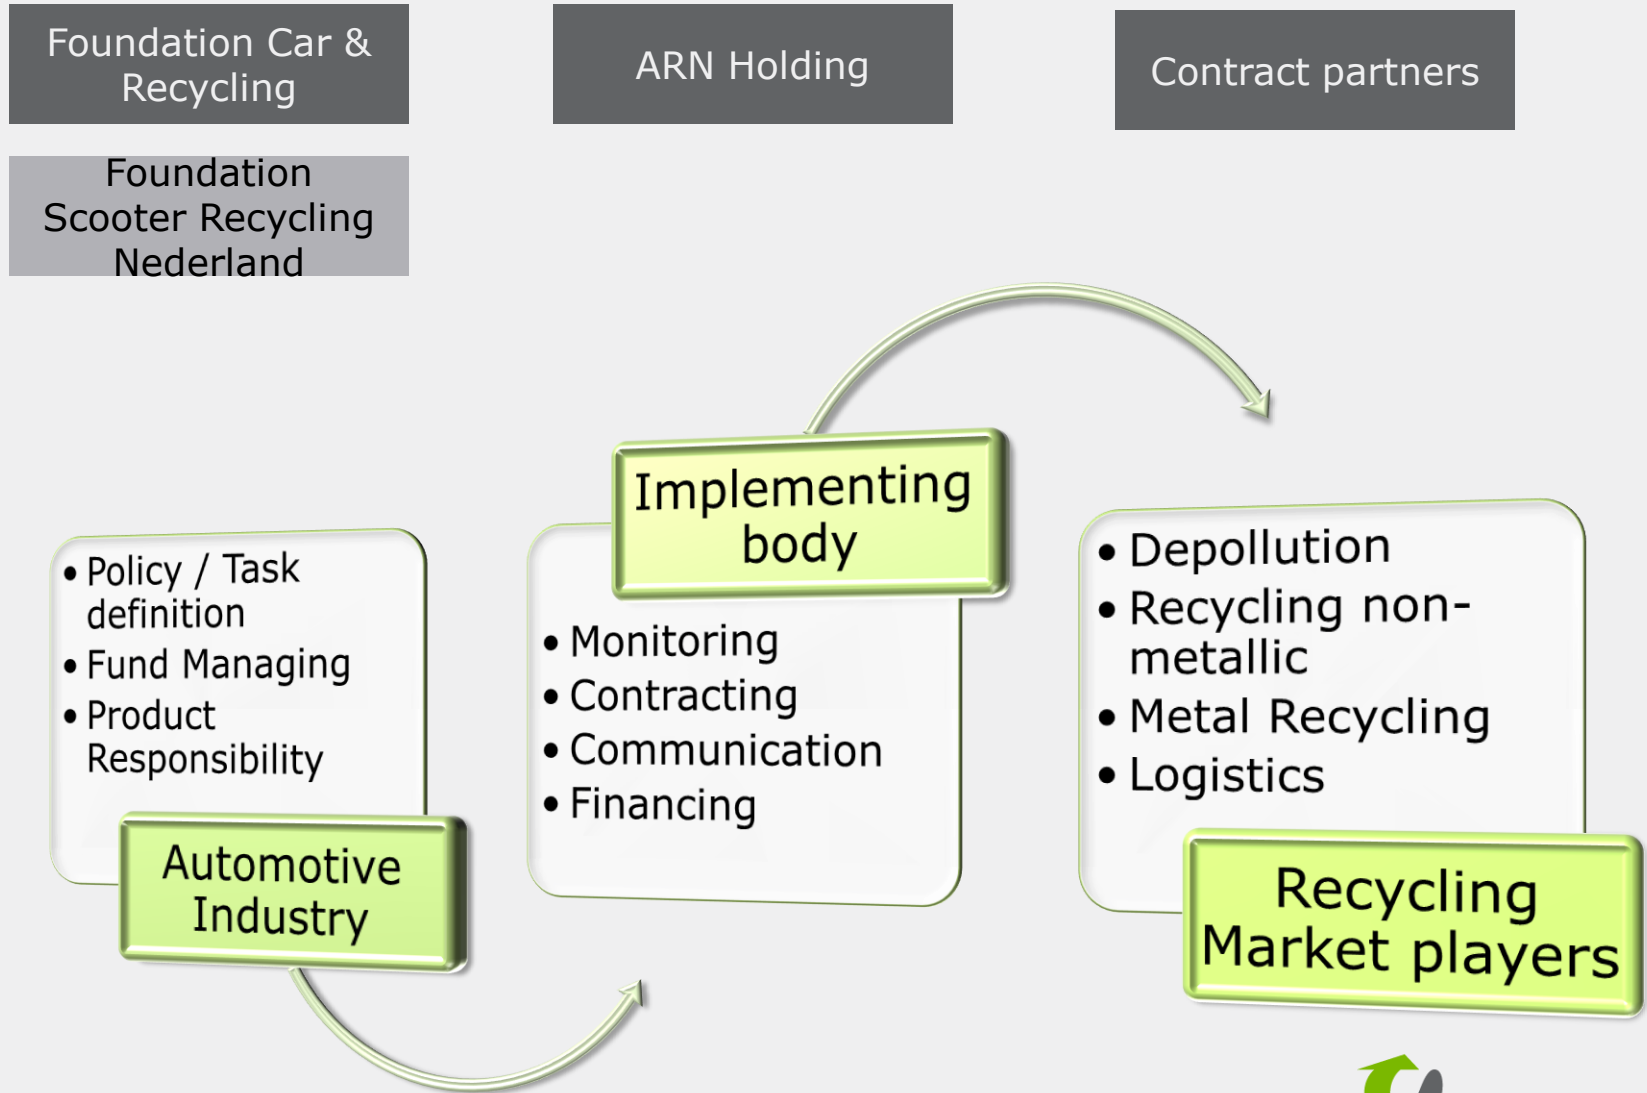 Foundation Car &
Recycling
ARN Holding
Contract partners
Foundation
Scooter Recycling
Nederland
• Policy / Task
definition
• Fund Managing
• Product
Responsibility
Automotive
Industry
Implementing
body
• Monitoring
• Contracting
• Communication
• Financing
• Depollution
• Recycling non-
metallic
• Metal Recycling
• Logistics
Recycling
Market players